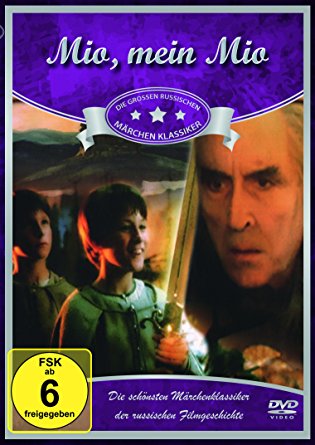 Mio, mein Mio
DIE GROSSEN RUSSISCHEN
MÄRCHEN KLASSIKER
FSK
ab
6
freigegeben
Die schönsten Märchenklassiker
der russischen Filmgeschichte
DVD
VIDEO